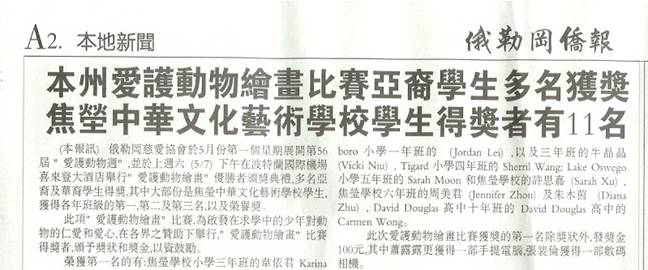 A2. 本地新聞
俄勒岡僑報
本州愛護動物繪畫比賽亞裔學生多名獲獎
焦塋中華文化藝術學校學生得獎者有11名
(本報訊) 俄勒岡慈愛協會於5月份第一個星期展開第56
屆 " 愛護動物週" ,並於上週六 (5/7) 下午在波特蘭國際機場
喜來登大酒店舉行" 愛護動物繪畫" 優勝者頒獎典禮,多名亞
裔及華裔學生得獎,其中大部份是焦塋中華文化藝術學校學生,
獲得各年班級的第一,第二及第三名,以及榮譽獎。
此項" 愛護動物繪畫" 比賽,為啟發在求學中的少年對動
物的仁愛和愛心,在各界之贊助下舉行," 愛護動物繪畫" 比賽
得獎者,頒予獎狀和獎金,以資鼓勵。
榮獲第一名的有:焦塋學校小學三年班的韋依君 Karina
boro 小學一年班的 (Jordan Lei) ,以及三年班的牛晶晶
(Vicki Niu) , Tigard 小學四年班的 Sherril Wang; Lake Oswego
小學五年班的 Sarah Moon 和焦塋學校的許思嘉 (Sarah Xu) ,
焦塋學校六年班的周美君 (Jennifer Zhou) 及朱木茵 (Diana
Zhu) , David Douglas 高中十年班的 David Douglas 高中的
Carmen Wong。
此次愛護動物繪畫比賽獲獎的第一名除獎狀外,發獎金
100元,其中蕭露露更獲得一部手提電腦,張裴倫獲得一部數碼
相機。